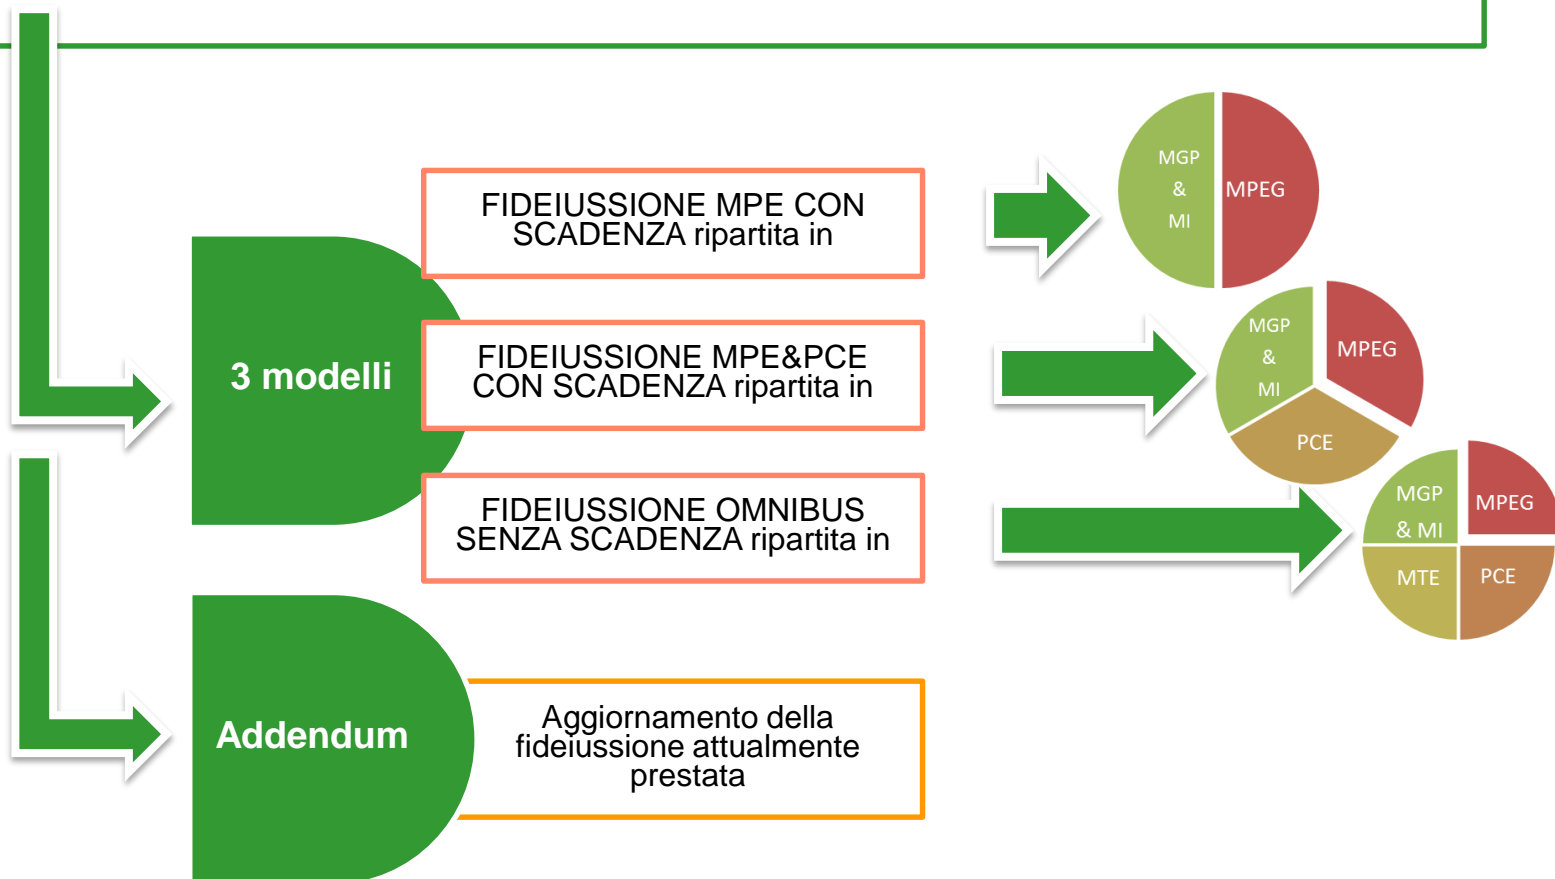 FIDEIUSSIONE MPE CON
SCADENZA ripartita in
MGP
&
MI
MPEG
3 modelli
FIDEIUSSIONE MPE&PCE
CON SCADENZA ripartita in
MGP
&
MI
MPEG
PCE
FIDEIUSSIONE OMNIBUS
SENZA SCADENZA ripartita in
MGP
& MI
MPEG
MTE
PCE
Addendum
Aggiornamento della
fideiussione attualmente
prestata